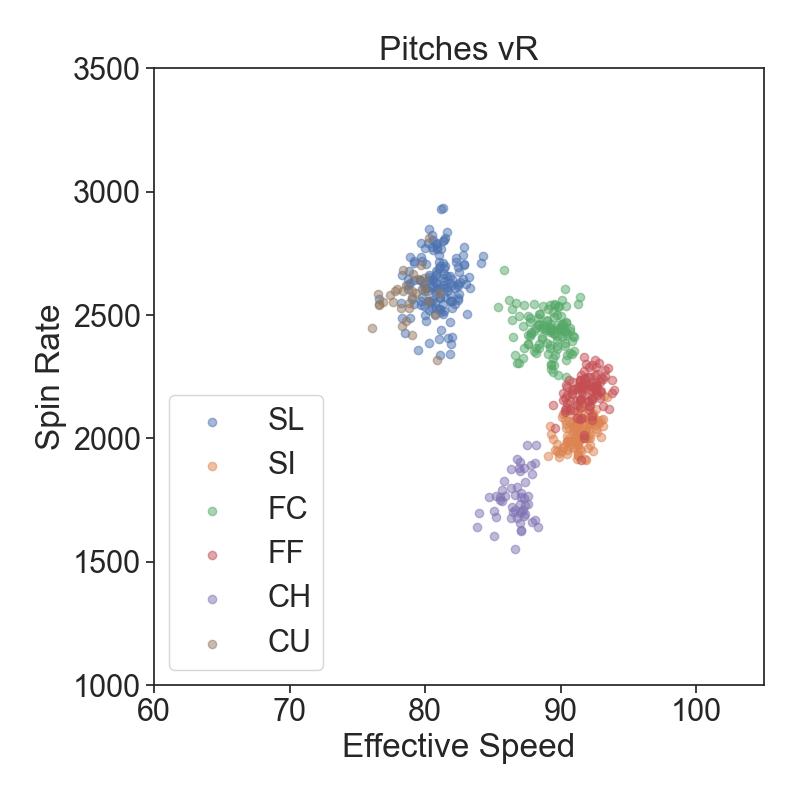 Pitches vR
3500
3000
2500
2000
1500
1000
Spin Rate
SL
SI
FC
FF
CH
CU
60 70 80 90 100
Effective Speed